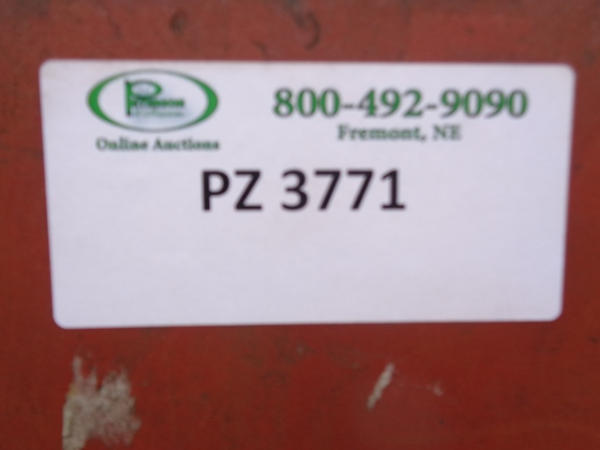 800-492-9090
Fremont, NE
Online Auctions
PZ 3771